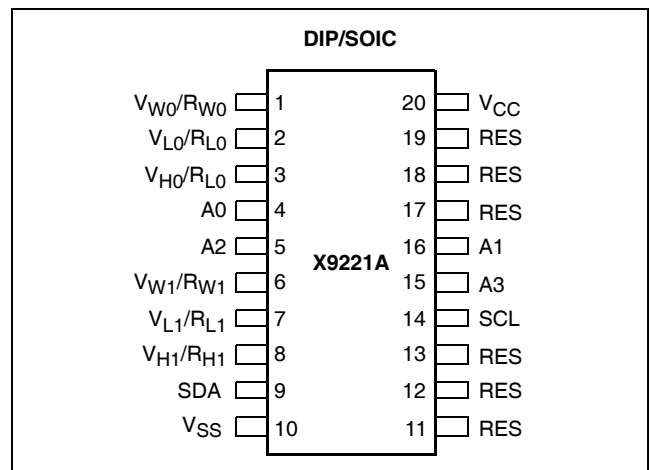 DIP/SOIC
VW0/RW0 1 20 VCC
VL0/RL0 2 19 RES
VH0/RL0 3 18 RES
A0 4 17 RES
A2 5 16 A1
X9221A
VW1/RW1 6 15 A3
VL1/RL1 7 14 SCL
VH1/RH1 8 13 RES
SDA 9 12 RES
VSS 10 11 RES